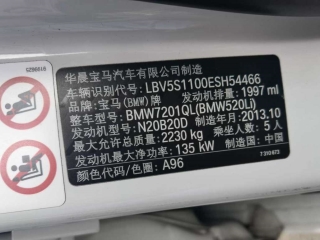 华晨宝马汽车有限公司制造
车辆识别代号: LBV5S1100ESH54466
品牌: 宝马(BMW)牌 发动机排量: 1997 ml
整车型号: BMW7201QL(BMW520Li)
发动机型号: N20B20D 制造年月: 2013.10
最大允许总质量: 2230 kg 乘坐人数: 5 人
发动机最大净功率: 135 kW 制造国: 中国
颜色代码/色圈: A96